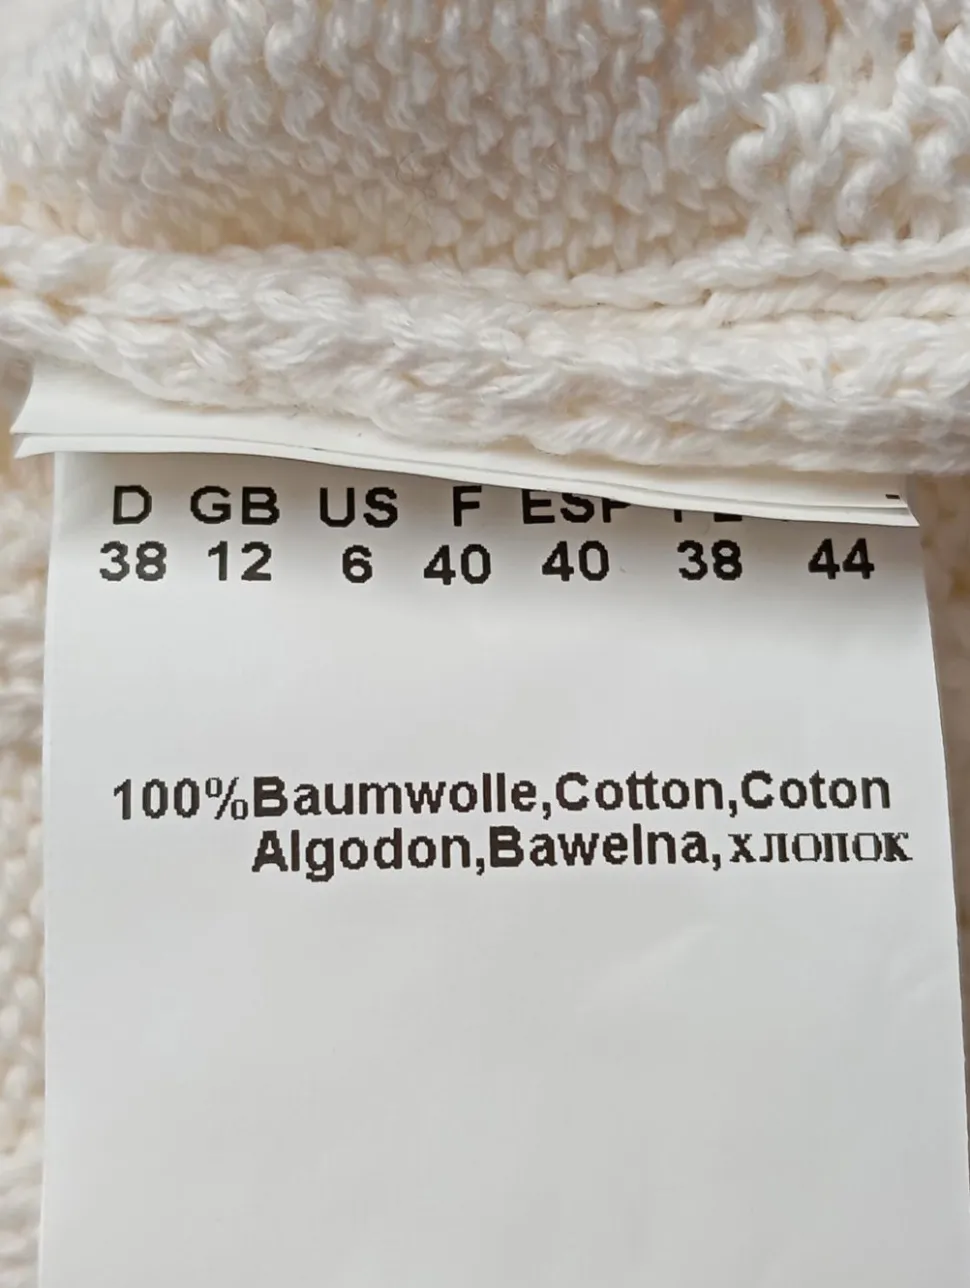 D GB US F ESP
38 12 6 40 40 38 44
100%Baumwolle,Cotton,Coton
Algodon,Bawelna,хлопок